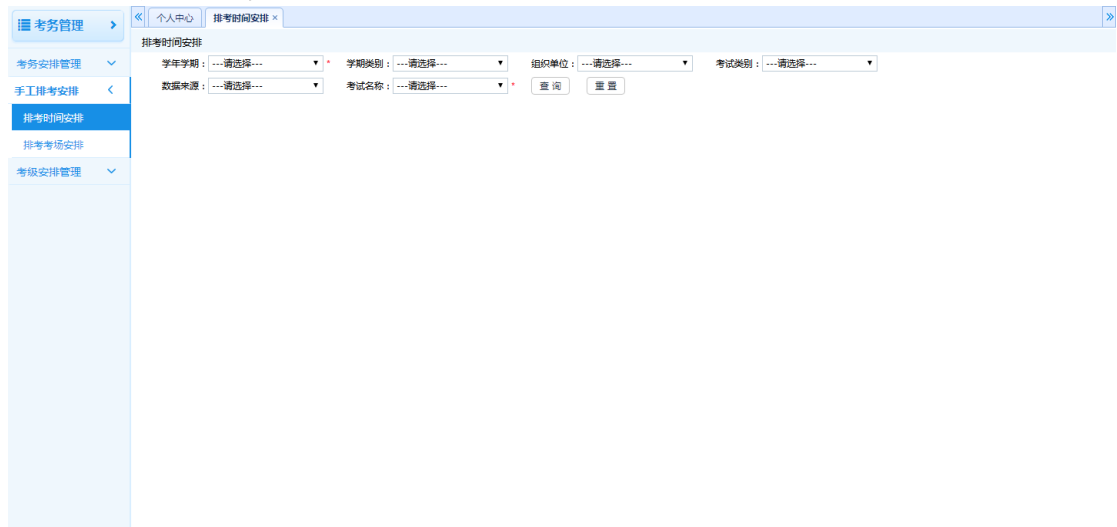 考务管理
个人中心 排考时间安排 ×
排考时间安排
考务安排管理
学年学期：---请选择--- * 学期类别：---请选择--- 组织单位：---请选择--- 考试类别：---请选择---
手工排考安排
数据来源：---请选择--- 考试名称：---请选择--- * 查 询 重 置
排考时间安排
排考考场安排
考级安排管理